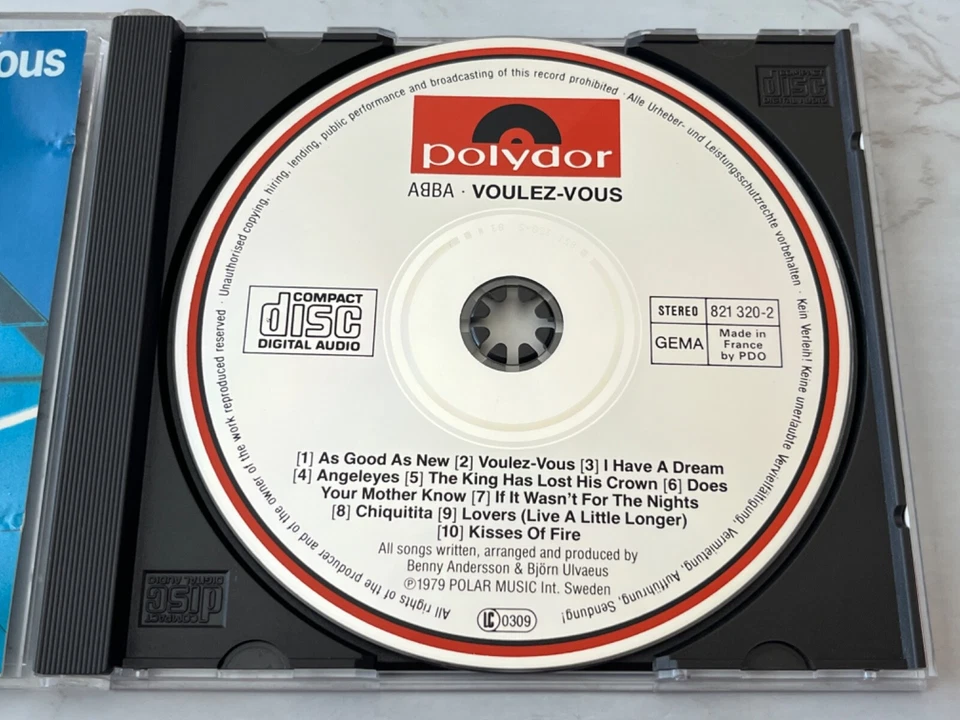 ous
Unauthorised copying, hiring, lending, public performance and broadcasting of this record prohibited · Alle Urheber- und Leistungsschutzrechte vorbehalten · Kein Verleih! Keine unerlaubte Vervielfältigung, Vermietung, Aufführung, Sendung!
All rights of the producer and of the owner of the work reproduced reserved ·
polydor
ABBA · VOULEZ-VOUS
COMPACT
disc
DIGITAL AUDIO
STEREO 821 320-2
GEMA
Made in
France
by PDO
[1] As Good As New [2] Voulez-Vous [3] I Have A Dream
[4] Angeleyes [5] The King Has Lost His Crown [6] Does
Your Mother Know [7] If It Wasn't For The Nights
[8] Chiquitita [9] Lovers (Live A Little Longer)
[10] Kisses Of Fire
All songs written, arranged and produced by
Benny Andersson & Björn Ulvaeus
℗1979 POLAR MUSIC Int. Sweden
LC 0309
COMPACT
disc
DIGITAL AUDIO
COMPACT
disc
DIGITAL AUDIO